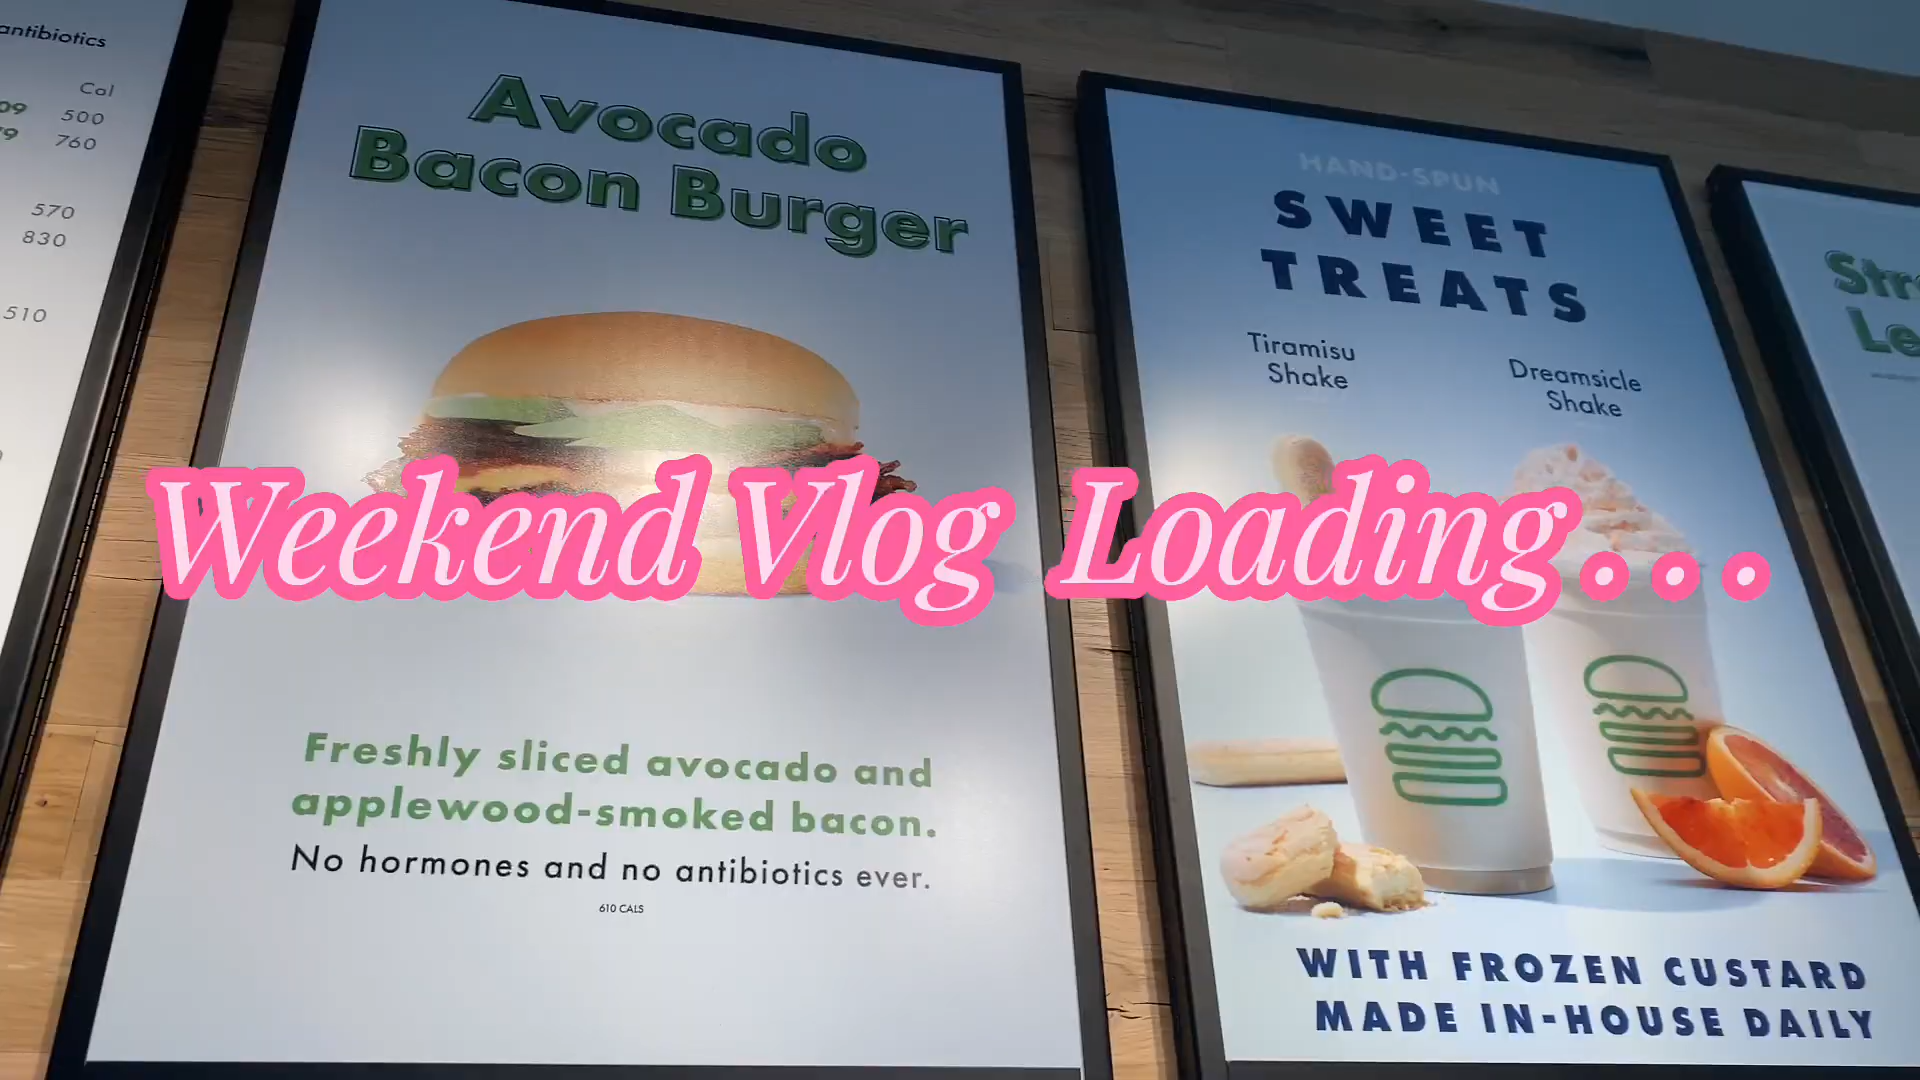 antibiotics
Cal
09 500
760
570
830
510
Avocado
Bacon Burger
Freshly sliced avocado and
applewood-smoked bacon.
No hormones and no antibiotics ever.
610 CALS
HAND-SPUN
SWEET
TREATS
Tiramisu
Shake
Dreamsicle
Shake
WITH FROZEN CUSTARD
MADE IN-HOUSE DAILY
Weekend Vlog Loading...